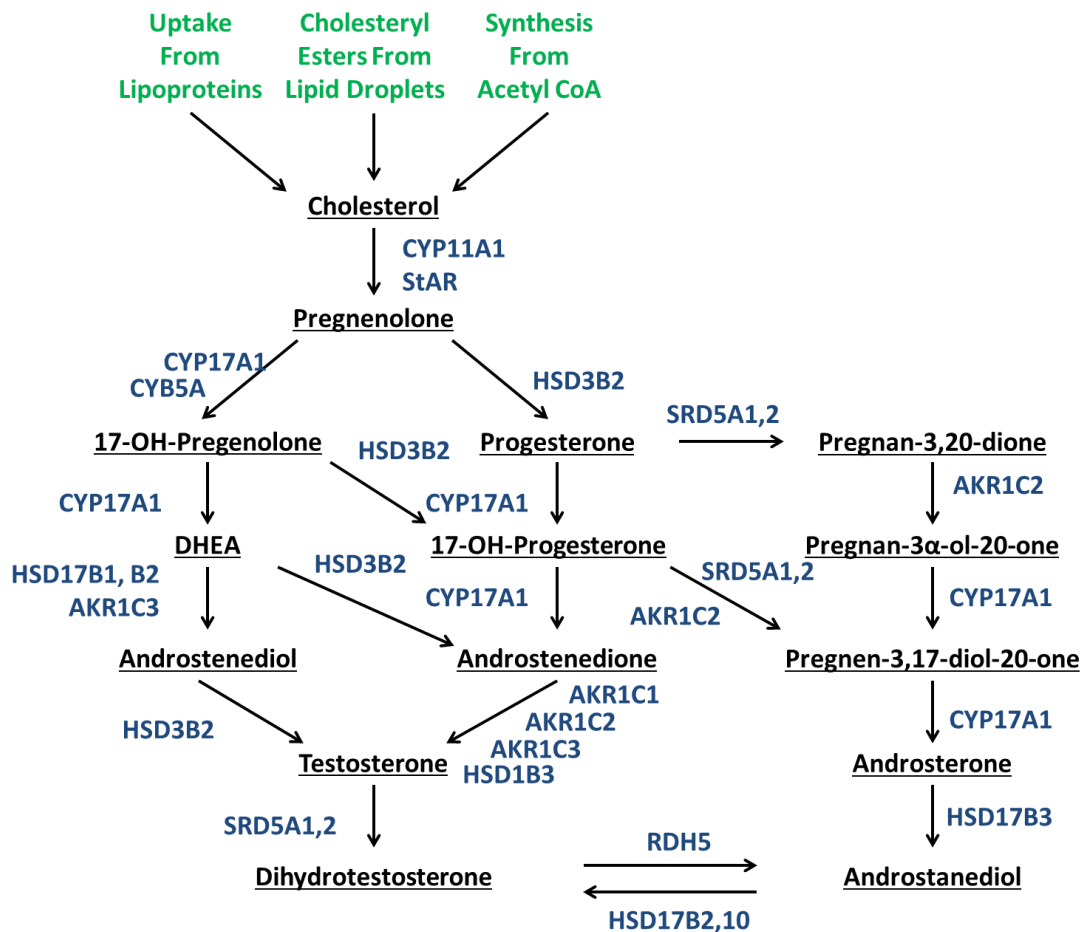 Uptake
From
Lipoproteins
Cholesteryl
Esters From
Lipid Droplets
Synthesis
From
Acetyl CoA
Cholesterol
CYP11A1
StAR
Pregnenolone
CYP17A1
CYB5A
HSD3B2
SRD5A1,2
17-OH-Pregenolone
HSD3B2
Progesterone
Pregnan-3,20-dione
CYP17A1
CYP17A1
AKR1C2
DHEA
17-OH-Progesterone
Pregnan-3α-ol-20-one
HSD17B1, B2
AKR1C3
HSD3B2
CYP17A1
SRD5A1,2
AKR1C2
CYP17A1
Androstenediol
Androstenedione
Pregnen-3,17-diol-20-one
HSD3B2
AKR1C1
AKR1C2
AKR1C3
HSD1B3
CYP17A1
Testosterone
Androsterone
SRD5A1,2
HSD17B3
RDH5
Dihydrotestosterone
Androstanediol
HSD17B2,10